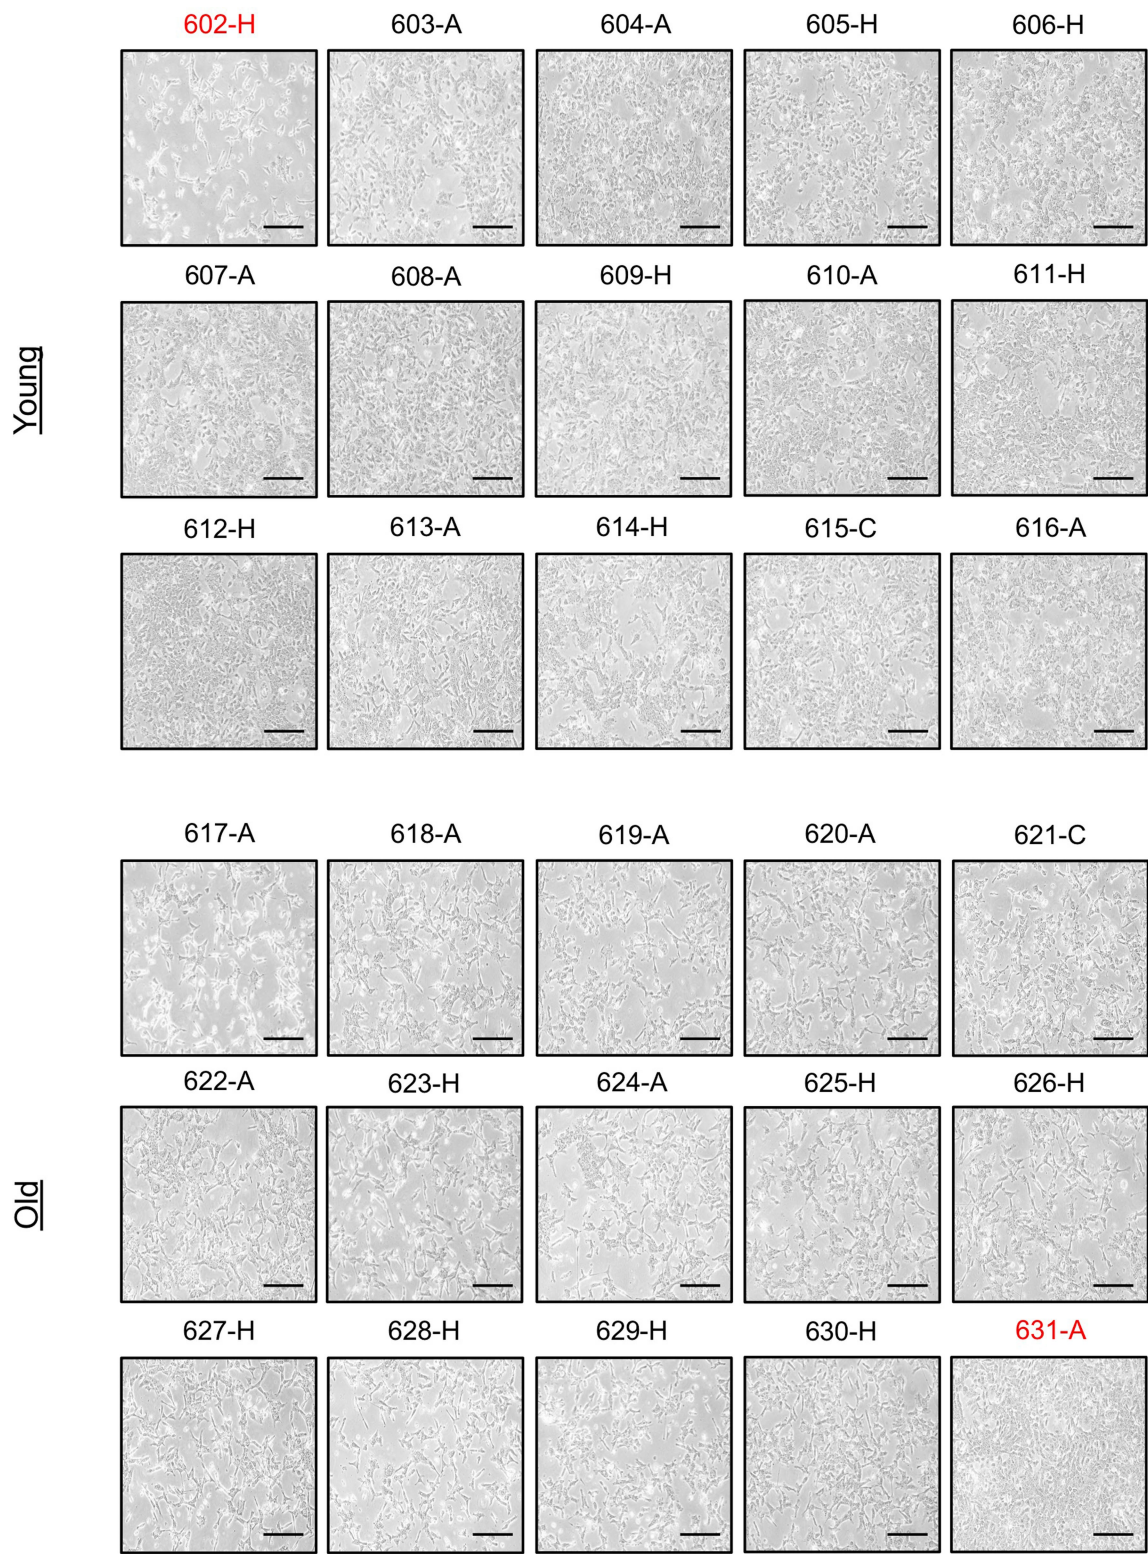 602-H 603-A 604-A 605-H 606-H
607-A 608-A 609-H 610-A 611-H
Young
612-H 613-A 614-H 615-C 616-A
617-A 618-A 619-A 620-A 621-C
622-A 623-H 624-A 625-H 626-H
Old
627-H 628-H 629-H 630-H 631-A